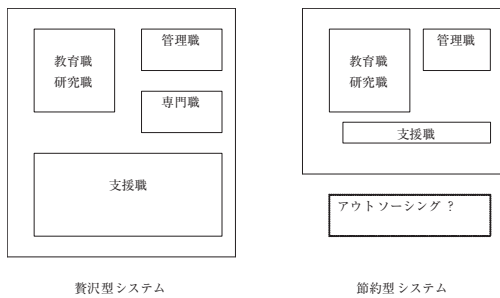 教育職
研究職
管理職
専門職
支援職
贅沢型システム
教育職
研究職
管理職
支援職
アウトソーシング ?
節約型システム